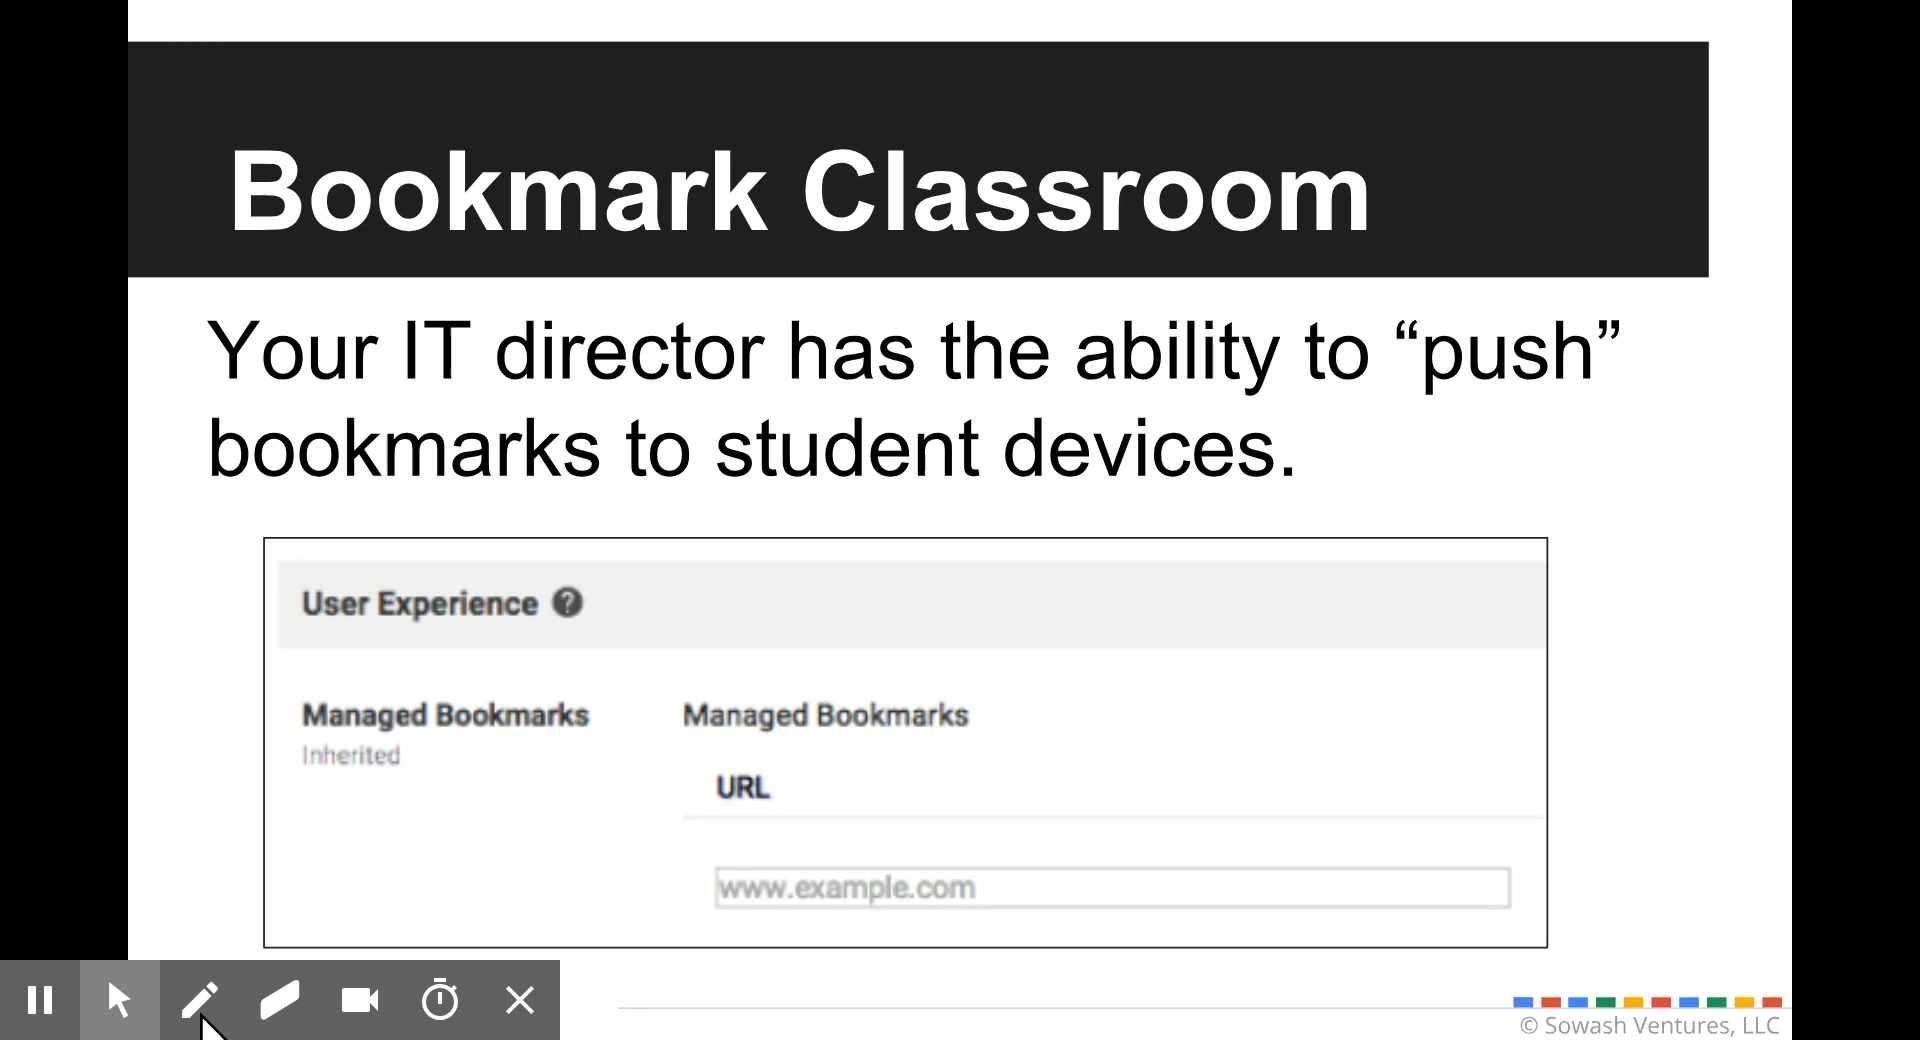 Bookmark Classroom
Your IT director has the ability to “push”
bookmarks to student devices.
User Experience ?
Managed Bookmarks
Inherited
Managed Bookmarks
URL
www.example.com
© Sowash Ventures, LLC